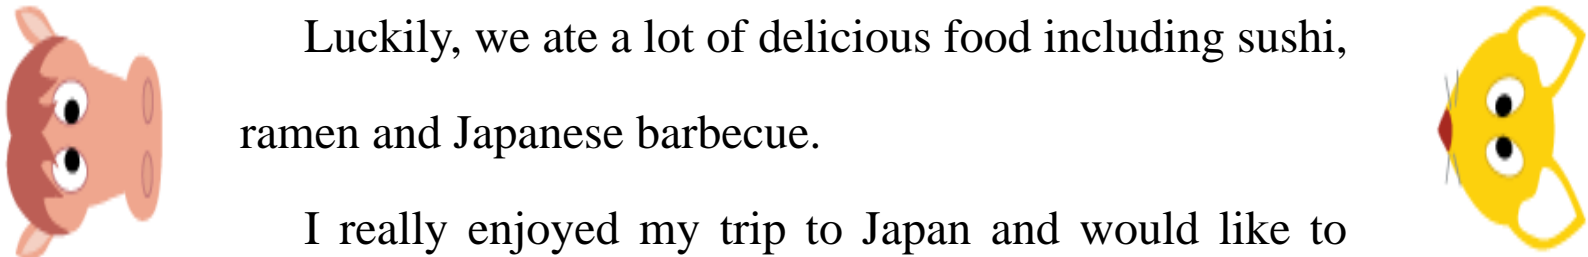 Luckily, we ate a lot of delicious food including sushi,
ramen and Japanese barbecue.
I really enjoyed my trip to Japan and would like to